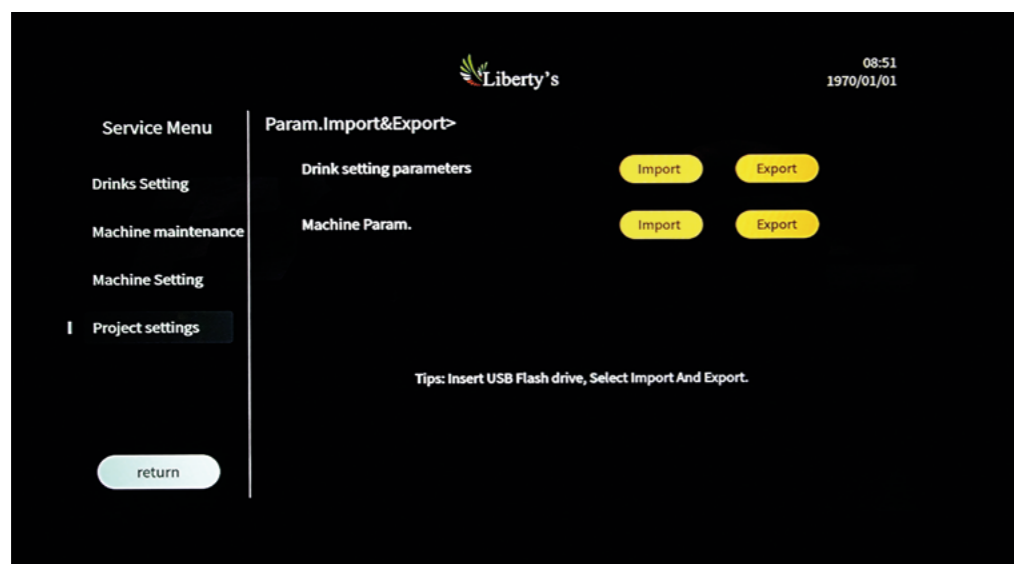 Liberty's
08:51
1970/01/01
Service Menu
Drinks Setting
Machine maintenance
Machine Setting
Project settings
return
Param.Import&Export>
Drink setting parameters Import Export
Machine Param. Import Export
Tips: Insert USB Flash drive, Select Import And Export.